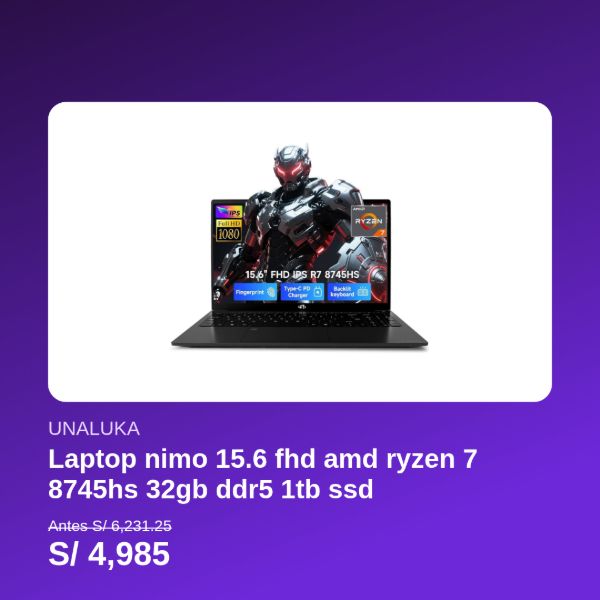 IPS
Full HD
1080
AMD
RYZEN
7
15.6" FHD IPS R7 8745HS
Fingerprint
Type-C PD
Charger
Backlit
keyboard
UNALUKA
Laptop nimo 15.6 fhd amd ryzen 7
8745hs 32gb ddr5 1tb ssd
Antes S/ 6,231.25
S/ 4,985